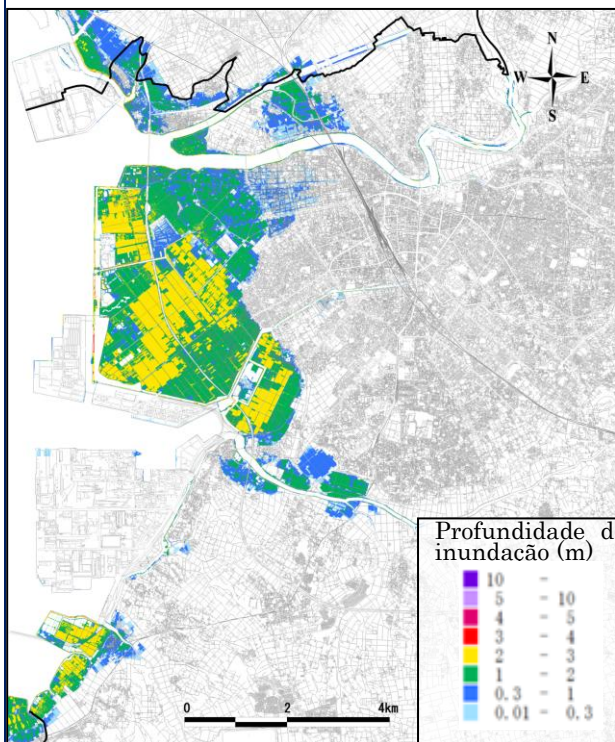 N
W E
S
Profundidade d
inundacão (m)
10 -
5 - 10
4 - 5
3 - 4
2 - 3
1 - 2
0.3 - 1
0.01 - 0.3
0 2 4km